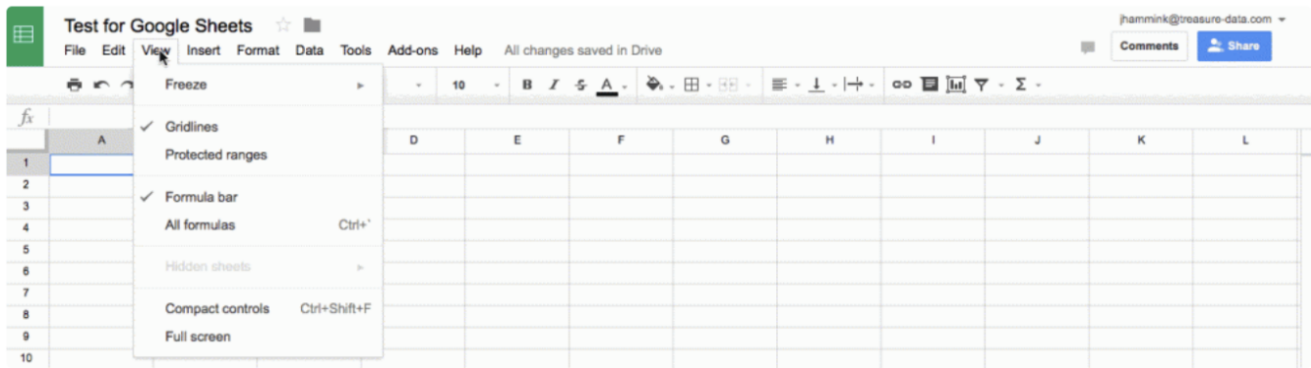 Test for Google Sheets
jhammink@treasure-data.com
File Edit View Insert Format Data Tools Add-ons Help All changes saved in Drive
Comments Share
10 B I S A Σ
Freeze
fx
Gridlines
A D E F G H I J K L
Protected ranges
1
2
Formula bar
3
All formulas Ctrl+`
4
5
Hidden sheets
6
7
Compact controls Ctrl+Shift+F
8
Full screen
9
10